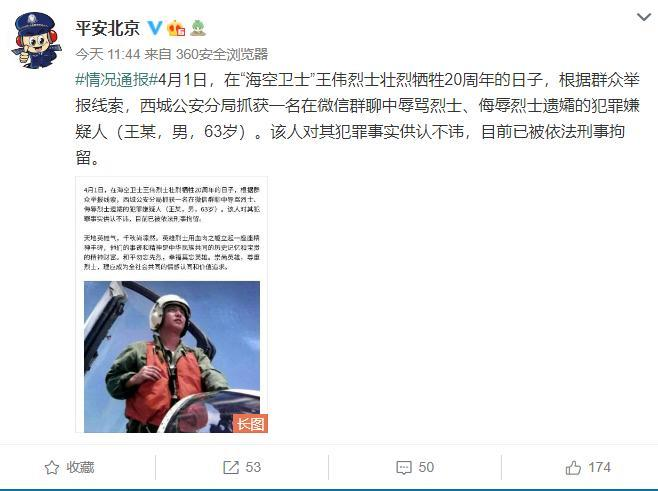 平安北京
今天 11:44 来自 360安全浏览器
#情况通报#4月1日，在“海空卫士”王伟烈士壮烈牺牲20周年的日子，根据群众举
报线索，西城公安分局抓获一名在微信群聊中辱骂烈士、侮辱烈士遗孀的犯罪嫌
疑人（王某，男，63岁）。该人对其犯罪事实供认不讳，目前已被依法刑事拘
留。
4月1日，在海空卫士王伟烈士壮烈牺牲20周年的日子，根据群
众举报线索，西城公安分局抓获一名在微信群聊中辱骂烈士、
侮辱烈士遗孀的犯罪嫌疑人（王某，男，63岁）。该人对其犯
罪事实供认不讳，目前已被依法刑事拘留。
天地英雄气，千秋尚凛然。英雄烈士用血肉之躯立起一座座精
神丰碑，他们的事迹和精神是中华民族共同的历史记忆和宝贵
的精神财富。和平勿忘先烈，幸福莫忘英雄。崇尚英雄，尊重
烈士，理应成为全社会共同的情感认同和价值追求。
长图
收藏
53
50
174